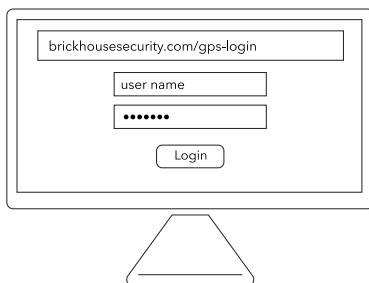 brickhousesecurity.com/gps-login
user name
•••••••
Login